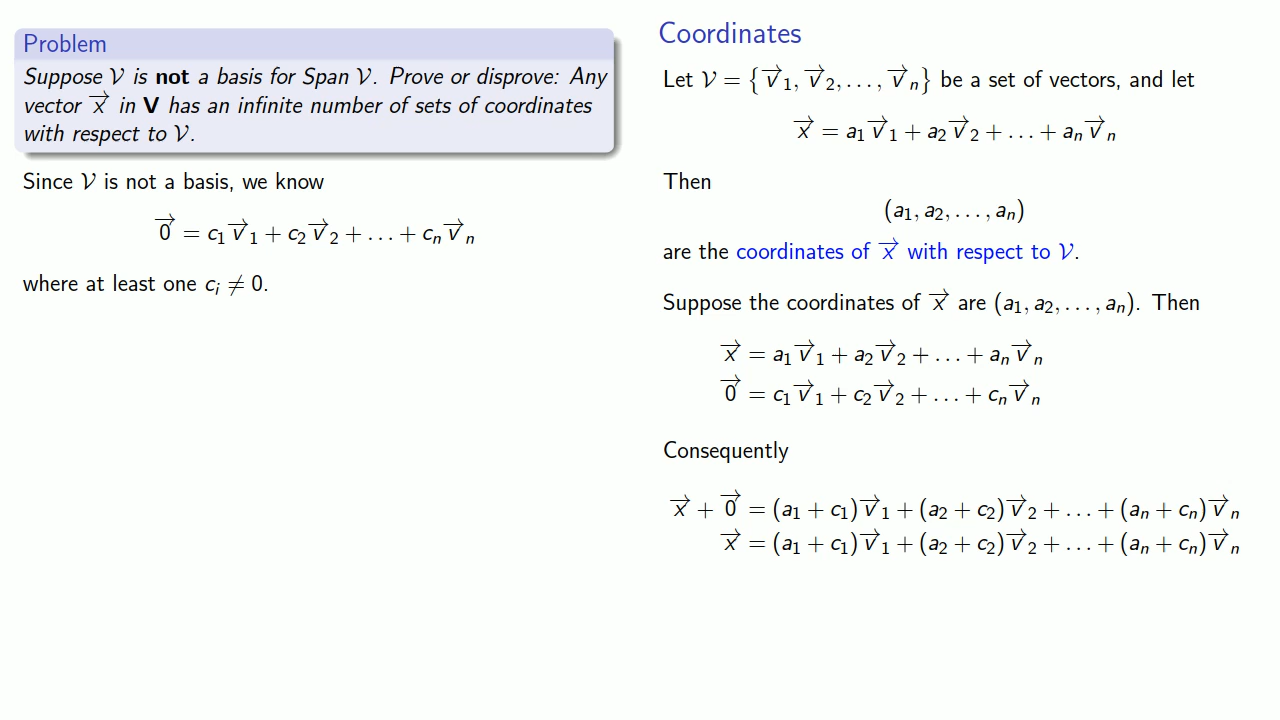 Problem
Suppose 𝒱 is not a basis for Span 𝒱. Prove or disprove: Any
vector x⃗ in V has an infinite number of sets of coordinates
with respect to 𝒱.
Since 𝒱 is not a basis, we know
0⃗ = c₁v⃗₁ + c₂v⃗₂ + … + cₙv⃗ₙ
where at least one cᵢ ≠ 0.
Coordinates
Let 𝒱 = {v⃗₁, v⃗₂, …, v⃗ₙ} be a set of vectors, and let
x⃗ = a₁v⃗₁ + a₂v⃗₂ + … + aₙv⃗ₙ
Then
(a₁, a₂, …, aₙ)
are the coordinates of x⃗ with respect to 𝒱.
Suppose the coordinates of x⃗ are (a₁, a₂, …, aₙ). Then
x⃗ = a₁v⃗₁ + a₂v⃗₂ + … + aₙv⃗ₙ
0⃗ = c₁v⃗₁ + c₂v⃗₂ + … + cₙv⃗ₙ
Consequently
x⃗ + 0⃗ = (a₁ + c₁)v⃗₁ + (a₂ + c₂)v⃗₂ + … + (aₙ + cₙ)v⃗ₙ
x⃗ = (a₁ + c₁)v⃗₁ + (a₂ + c₂)v⃗₂ + … + (aₙ + cₙ)v⃗ₙ